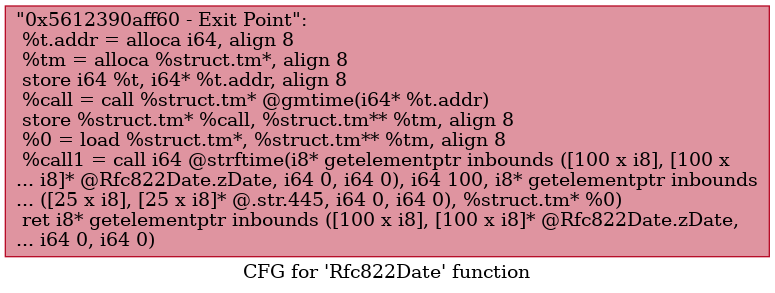 "0x5612390aff60 - Exit Point":
%t.addr = alloca i64, align 8
%tm = alloca %struct.tm*, align 8
store i64 %t, i64* %t.addr, align 8
%call = call %struct.tm* @gmtime(i64* %t.addr)
store %struct.tm* %call, %struct.tm** %tm, align 8
%0 = load %struct.tm*, %struct.tm** %tm, align 8
%call1 = call i64 @strftime(i8* getelementptr inbounds ([100 x i8], [100 x
... i8]* @Rfc822Date.zDate, i64 0, i64 0), i64 100, i8* getelementptr inbounds
... ([25 x i8], [25 x i8]* @.str.445, i64 0, i64 0), %struct.tm* %0)
ret i8* getelementptr inbounds ([100 x i8], [100 x i8]* @Rfc822Date.zDate,
... i64 0, i64 0)
CFG for 'Rfc822Date' function